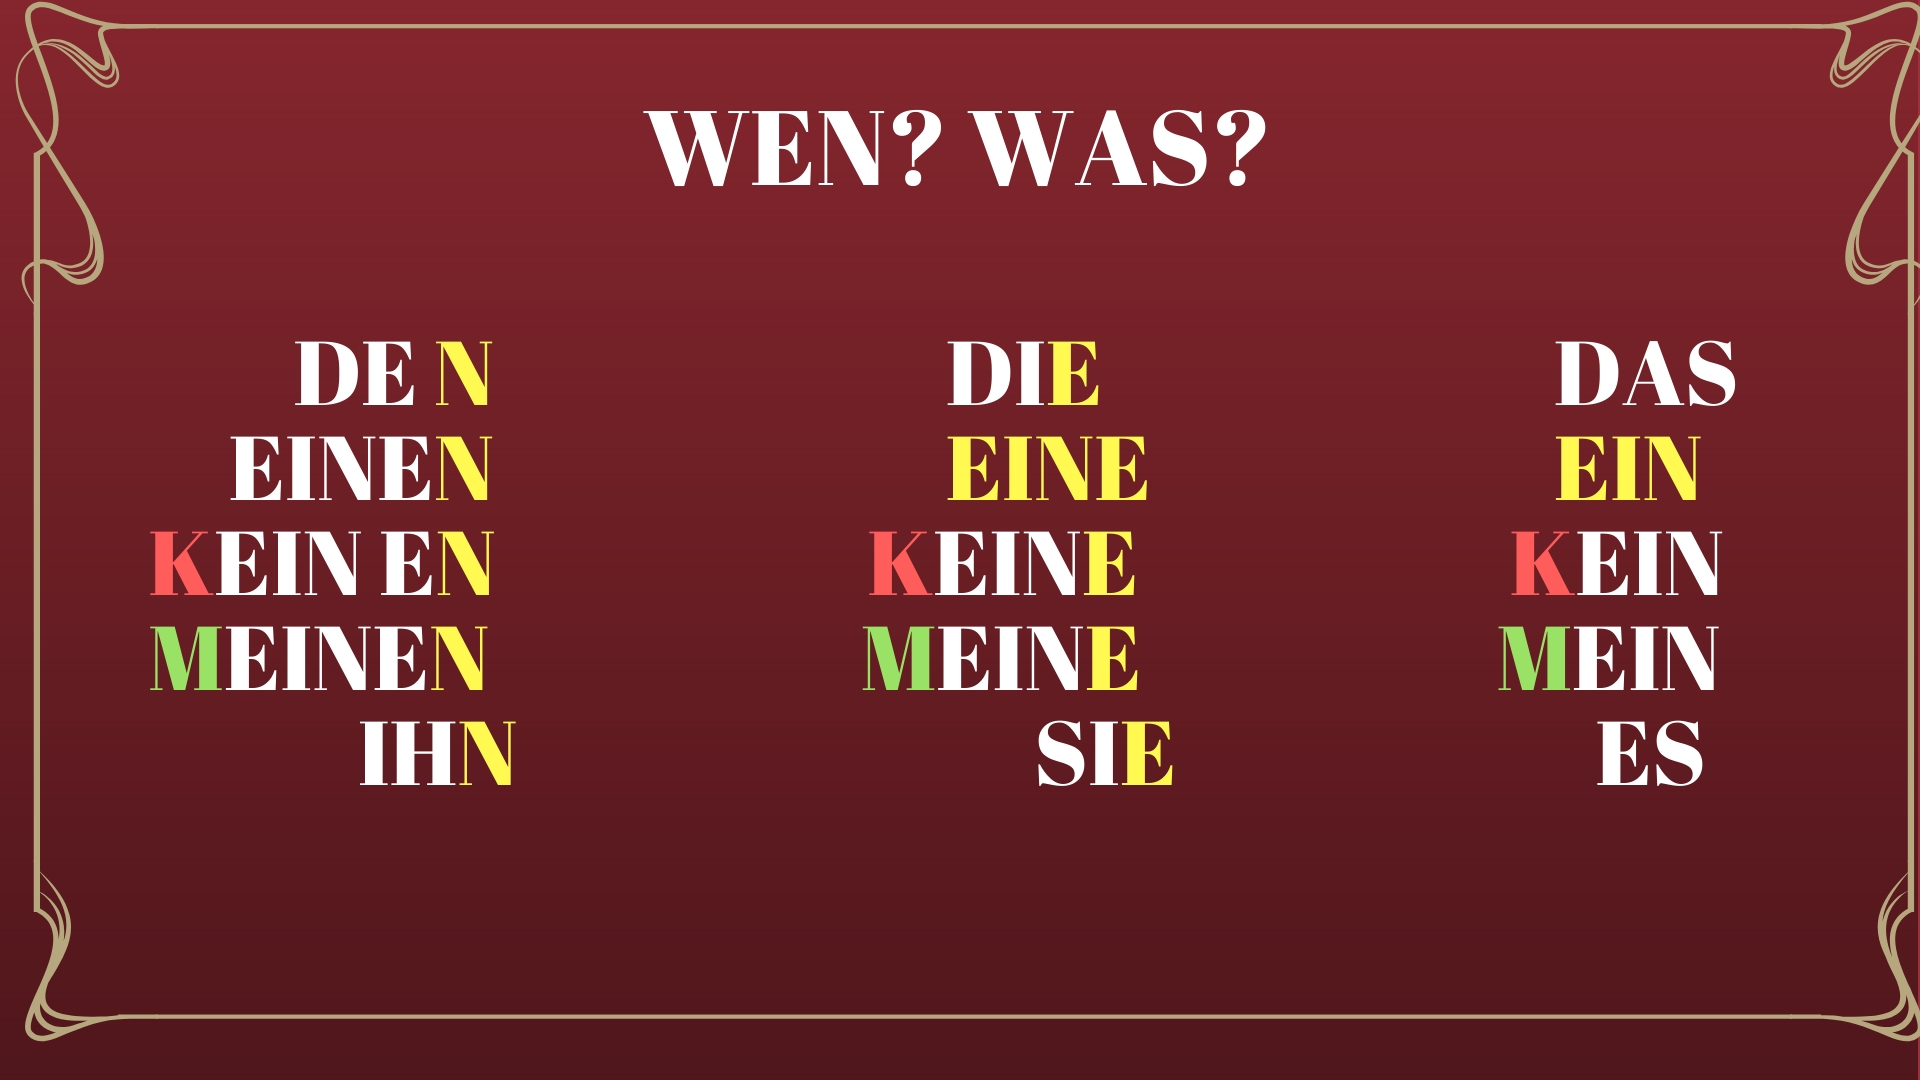 WEN? WAS?
DE N DIE DAS
EINEN EINE EIN
KEIN EN KEINE KEIN
MEINEN MEINE MEIN
IHN SIE ES